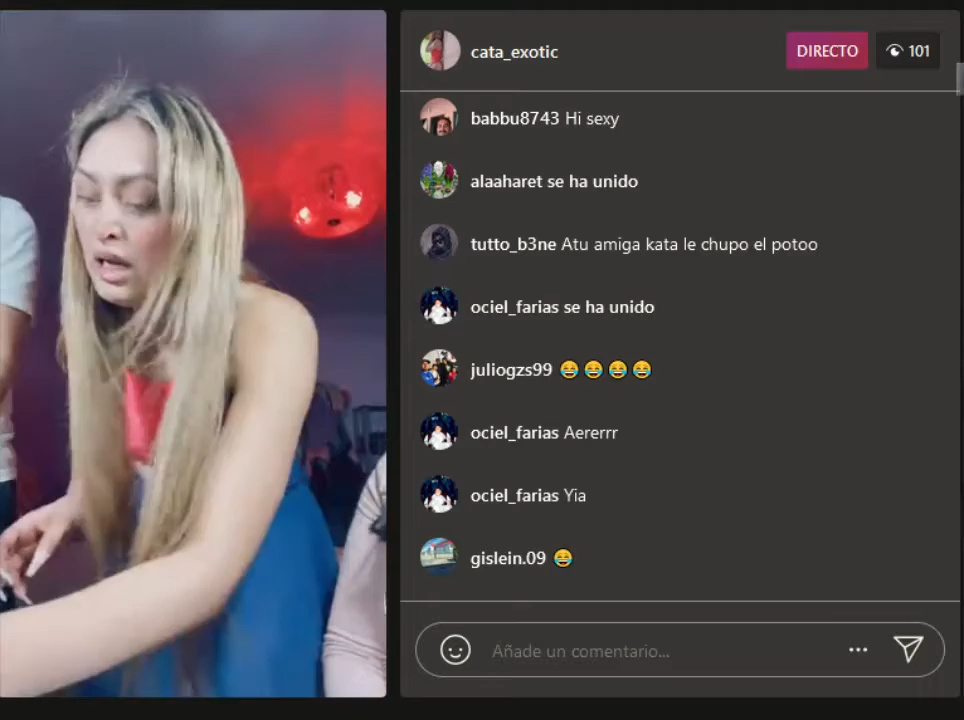 cata_exotic DIRECTO 101
babbu8743 Hi sexy
alaaharet se ha unido
tutto_b3ne Atu amiga kata le chupo el potoo
ociel_farias se ha unido
juliogzs99 😂😂😂😂
ociel_farias Aererrr
ociel_farias Yia
gislein.09 😂
Añade un comentario...